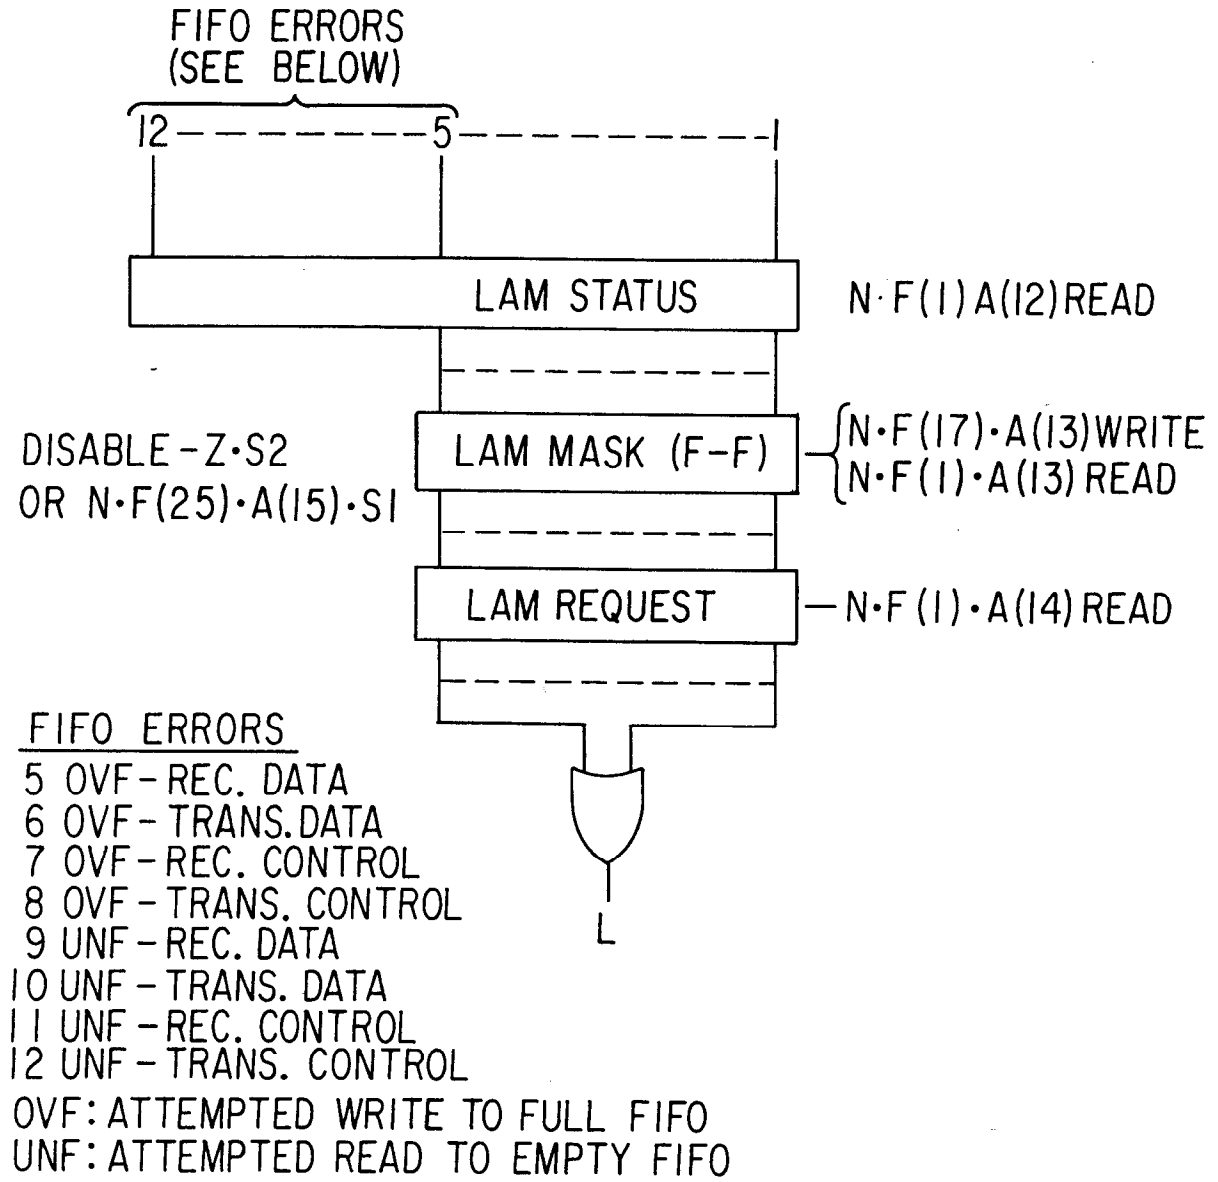 FIFO ERRORS
(SEE BELOW)
12--------5----------1
LAM STATUS
N·F(1)A(12)READ
DISABLE-Z·S2
OR N·F(25)·A(15)·S1
LAM MASK (F-F)
N·F(17)·A(13)WRITE
N·F(1)·A(13)READ
LAM REQUEST
N·F(1)·A(14)READ
L
FIFO ERRORS
5 OVF-REC. DATA
6 OVF-TRANS. DATA
7 OVF-REC. CONTROL
8 OVF-TRANS. CONTROL
9 UNF-REC. DATA
10 UNF-TRANS. DATA
11 UNF-REC. CONTROL
12 UNF-TRANS. CONTROL
OVF: ATTEMPTED WRITE TO FULL FIFO
UNF: ATTEMPTED READ TO EMPTY FIFO